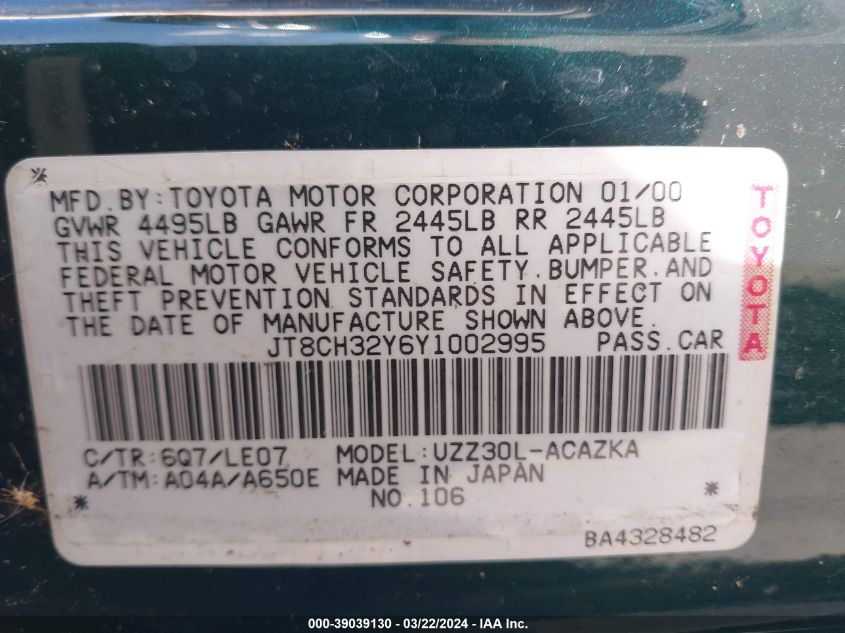 MFD.BY:TOYOTA MOTOR CORPORATION 01/00
GVWR 4495LB GAWR FR 2445LB RR 2445LB
THIS VEHICLE CONFORMS TO ALL APPLICABLE
FEDERAL MOTOR VEHICLE SAFETY.BUMPER.AND
THEFT PREVENTION STANDARDS IN EFFECT ON
THE DATE OF MANUFACTURE SHOWN ABOVE.
JT8CH32Y6Y1002995 PASS.CAR
TOYOTA
C/TR:6Q7/LE07 MODEL:UZZ30L-ACAZKA
A/TM:A04A/A650E MADE IN JAPAN
NO.106
BA4328482
000-39039130 - 03/22/2024 - IAA Inc.